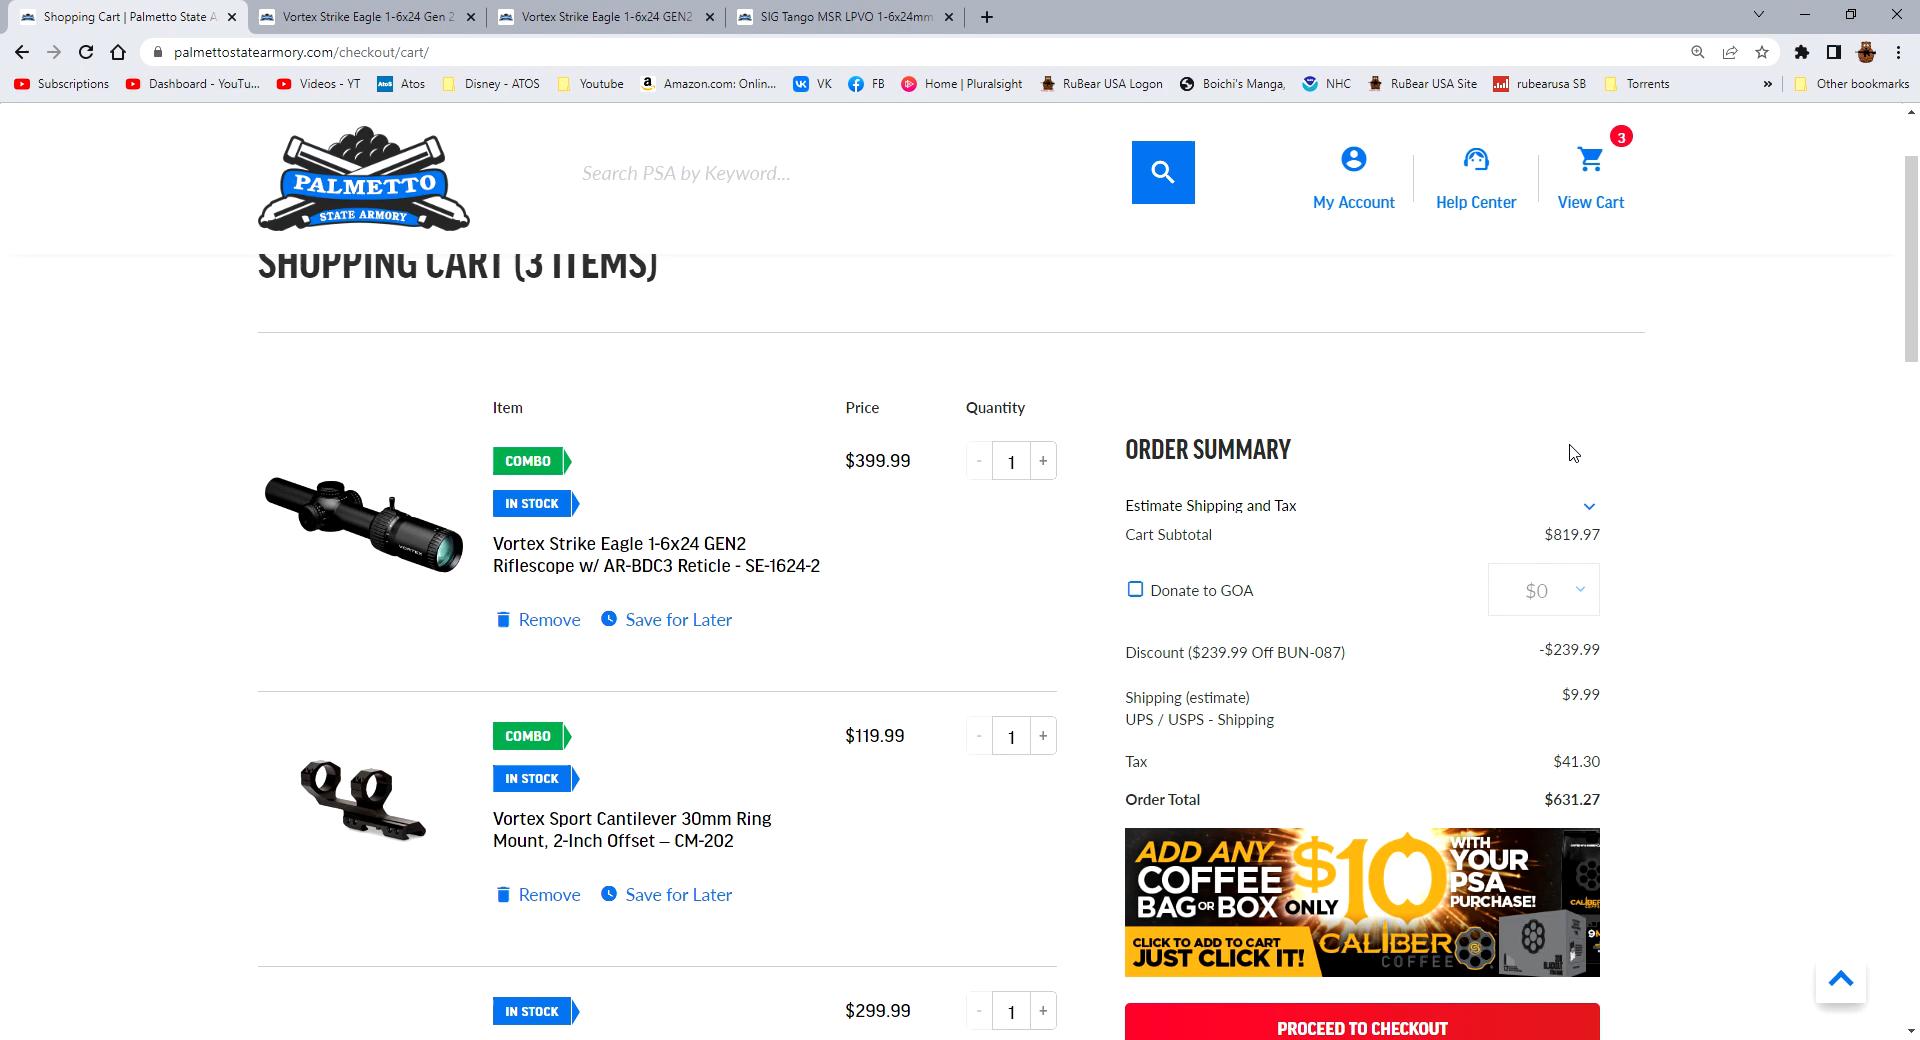 Shopping Cart | Palmetto State A
Vortex Strike Eagle 1-6x24 Gen 2
Vortex Strike Eagle 1-6x24 GEN2
SIG Tango MSR LPVO 1-6x24mm
palmettostatearmory.com/checkout/cart/
Subscriptions
Dashboard - YouTu...
Videos - YT
Atos
Disney - ATOS
Youtube
Amazon.com: Onlin...
VK
FB
Home | Pluralsight
RuBear USA Logon
Boichi's Manga,
NHC
RuBear USA Site
rubearusa SB
Torrents
»
Other bookmarks
PALMETTO
STATE ARMORY
Search PSA by Keyword...
My Account
Help Center
3
View Cart
SHOPPING CART (3 ITEMS)
Item
Price
Quantity
COMBO
IN STOCK
Vortex Strike Eagle 1-6x24 GEN2
Riflescope w/ AR-BDC3 Reticle - SE-1624-2
$399.99
- 1 +
Remove
Save for Later
COMBO
IN STOCK
Vortex Sport Cantilever 30mm Ring
Mount, 2-Inch Offset – CM-202
$119.99
- 1 +
Remove
Save for Later
IN STOCK
$299.99
- 1 +
ORDER SUMMARY
Estimate Shipping and Tax
Cart Subtotal
$819.97
Donate to GOA
$0
Discount ($239.99 Off BUN-087)
-$239.99
Shipping (estimate)
UPS / USPS - Shipping
$9.99
Tax
$41.30
Order Total
$631.27
ADD ANY
COFFEE
BAG OR BOX
ONLY
$10
WITH
YOUR
PSA
PURCHASE!
CLICK TO ADD TO CART
JUST CLICK IT!
CALIBER
COFFEE
PROCEED TO CHECKOUT